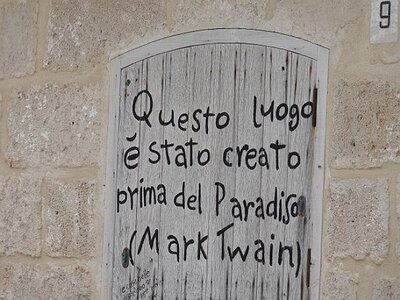 9
Questo luogo
è stato creato
prima del Paradiso
(Mark Twain)